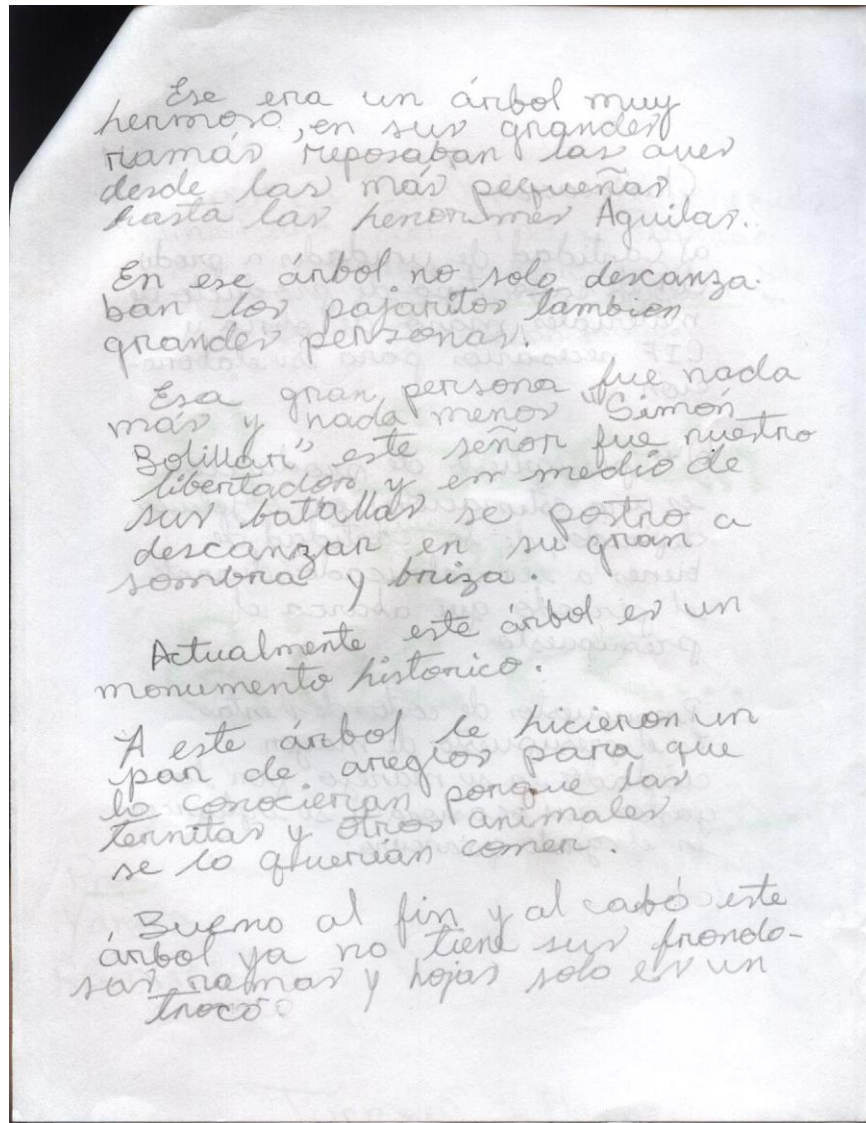 Ese era un árbol muy
hermoso, en sus grandes
ramás reposaban las aves
desde las más pequeñas
hasta las henormes Aguilas.
En ese árbol no solo descanza-
ban los pajaritos tambien
grandes personas.
Esa gran persona fue nada
más y nada menos "Simón
Bolillar" este señor fue nuestro
libertador y en medio de
sus batallas se postro a
descanzar en su gran
sombra y briza.
Actualmente este árbol es un
monumento historico.
A este árbol le hicieron un
par de areglos para que
lo conocieran porque las
termitas y otros animales
se lo querían comer.
Bueno al fin y al cabó este
árbol ya no tiene sus frondo-
sas ramas y hojas solo es un
troco.